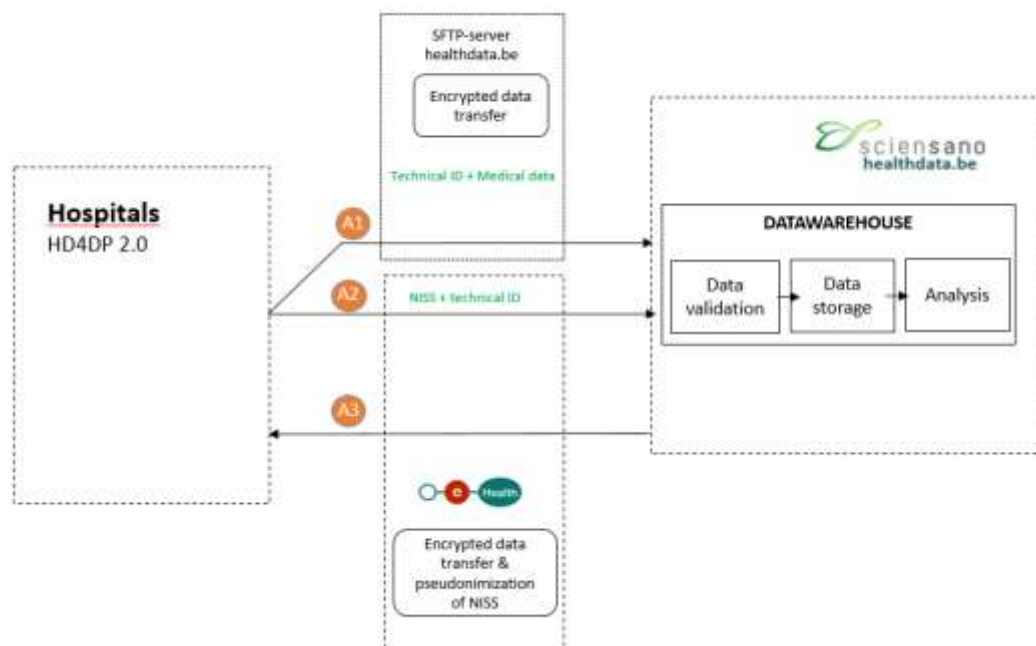 SFTP-server
healthdata.be
Encrypted data
transfer
Technical ID + Medical data
Hospitals
HD4DP 2.0
A1
A2
NISS + technical ID
A3
e
Health
Encrypted data
transfer &
pseudonimization
of NISS
sciensano
healthdata.be
DATAWAREHOUSE
Data
validation
Data
storage
Analysis